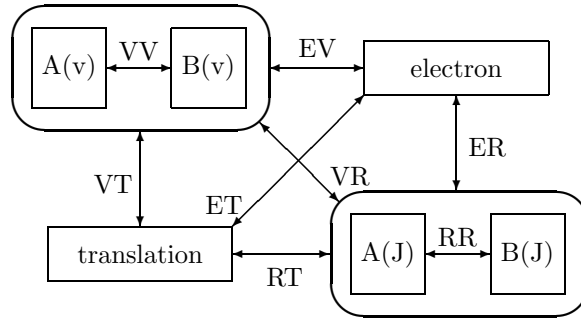 A(v) VV B(v) EV electron
VT ET VR ER
translation RT A(J) RR B(J)